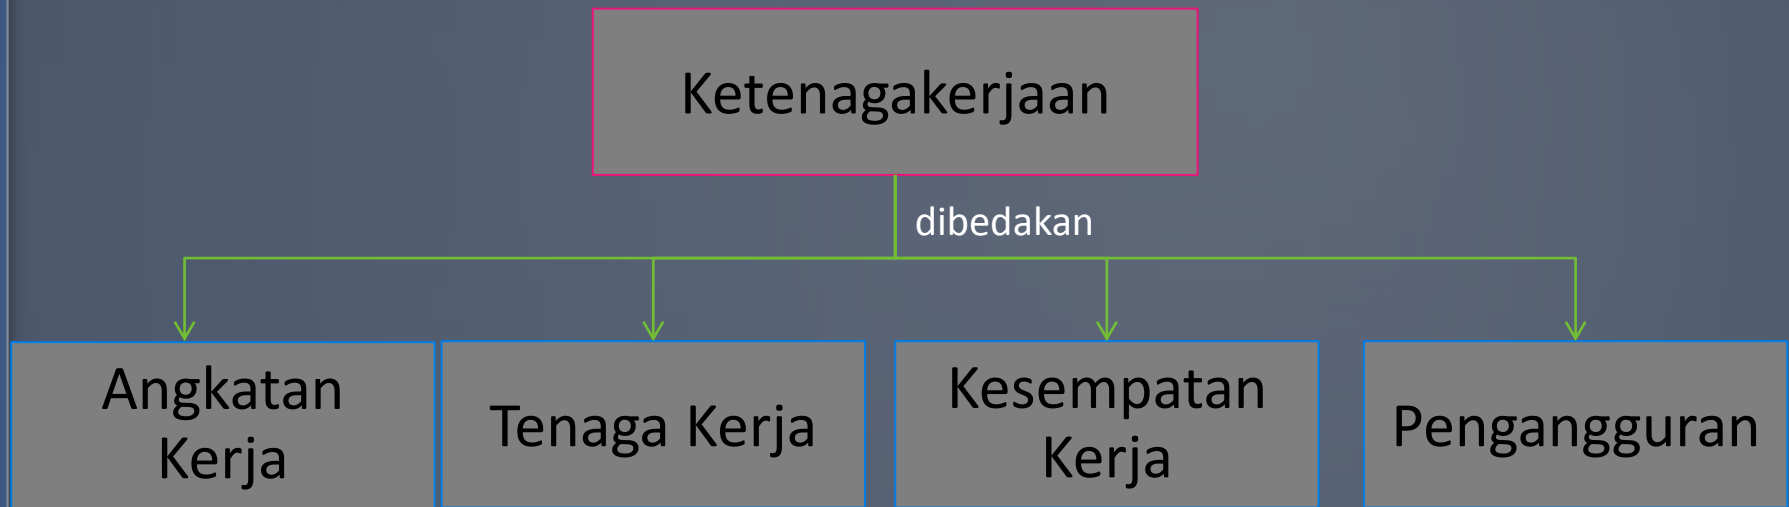 Ketenagakerjaan
dibedakan
Angkatan
Kerja
Tenaga Kerja
Kesempatan
Kerja
Pengangguran